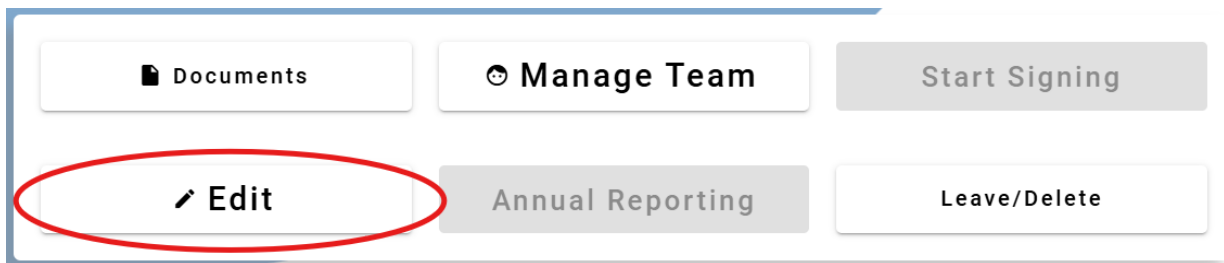 Documents
Manage Team
Start Signing
Edit
Annual Reporting
Leave/Delete